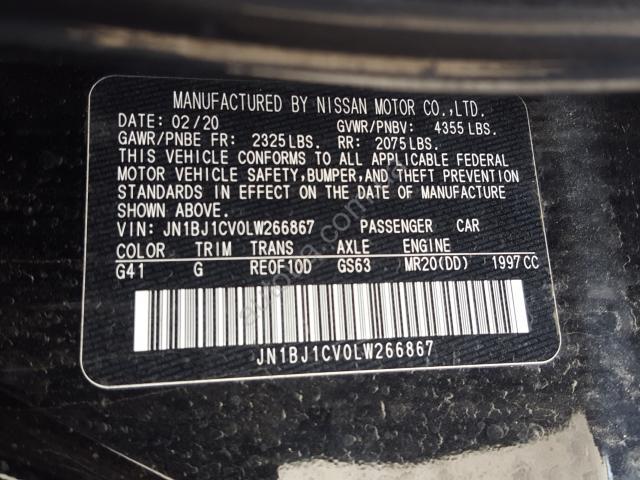 MANUFACTURED BY NISSAN MOTOR CO.,LTD.
DATE: 02/20 GVWR/PNBV: 4355 LBS.
GAWR/PNBE FR: 2325 LBS. RR: 2075 LBS.
THIS VEHICLE CONFORMS TO ALL APPLICABLE FEDERAL
MOTOR VEHICLE SAFETY, BUMPER, AND THEFT PREVENTION
STANDARDS IN EFFECT ON THE DATE OF MANUFACTURE
SHOWN ABOVE.
VIN: JN1BJ1CV0LW266867 PASSENGER CAR
COLOR TRIM TRANS AXLE ENGINE
G41 G RE0F10D GS63 MR20(DD) 1997CC
JN1BJ1CV0LW266867